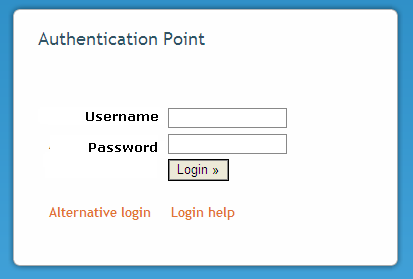 Authentication Point
Username
Password
Login »
Alternative login Login help